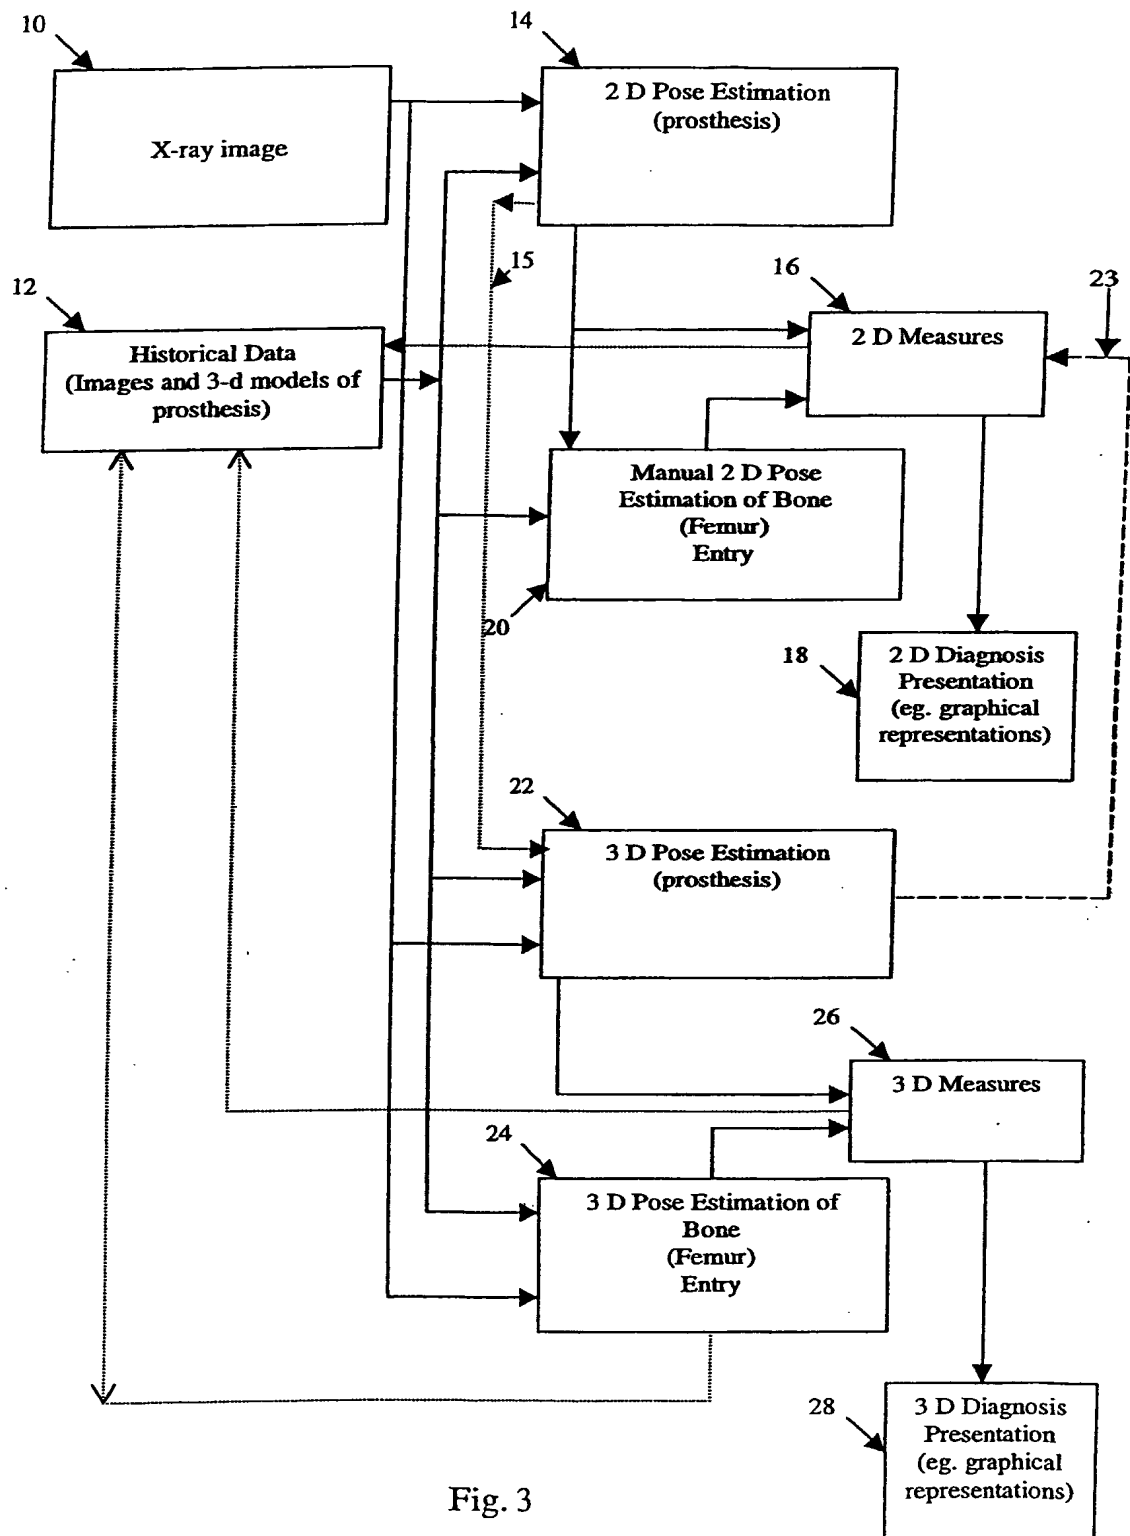 10
14
X-ray image
2 D Pose Estimation
(prosthesis)
15
16
23
12
Historical Data
(Images and 3-d models of
prosthesis)
2 D Measures
Manual 2 D Pose
Estimation of Bone
(Femur)
Entry
20
18
2 D Diagnosis
Presentation
(eg. graphical
representations)
22
3 D Pose Estimation
(prosthesis)
26
3 D Measures
24
3 D Pose Estimation of
Bone
(Femur)
Entry
28
3 D Diagnosis
Presentation
(eg. graphical
representations)
Fig. 3